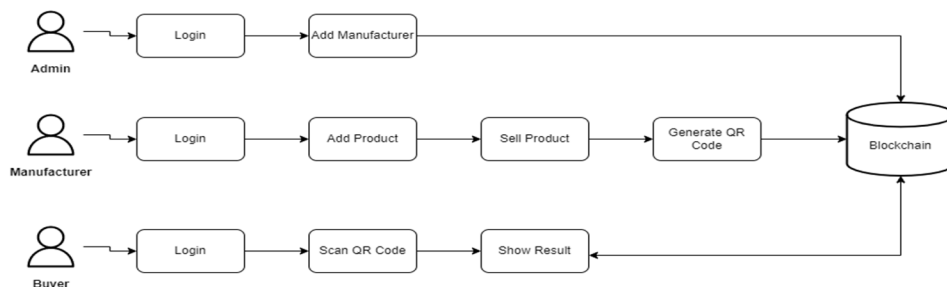 Login
Add Manufacturer
Admin
Login
Add Product
Sell Product
Generate QR
Code
Blockchain
Manufacturer
Login
Scan QR Code
Show Result
Buyer